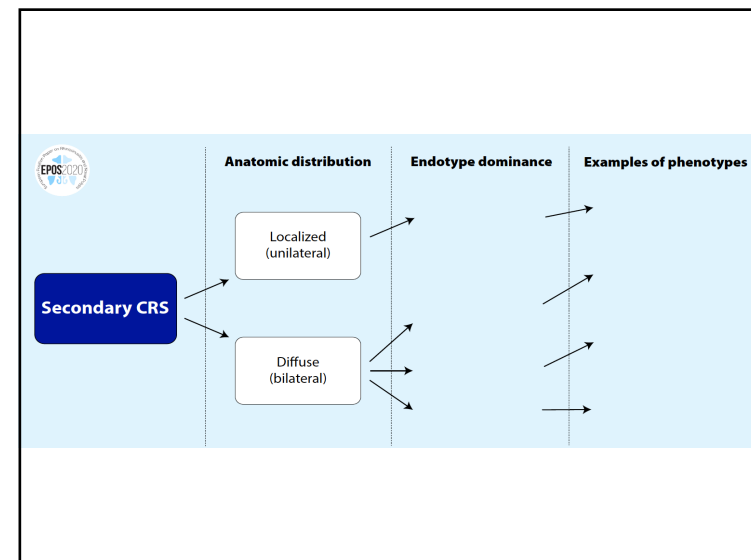 EPOS2020
Anatomic distribution
Endotype dominance
Examples of phenotypes
Localized
(unilateral)
Secondary CRS
Diffuse
(bilateral)